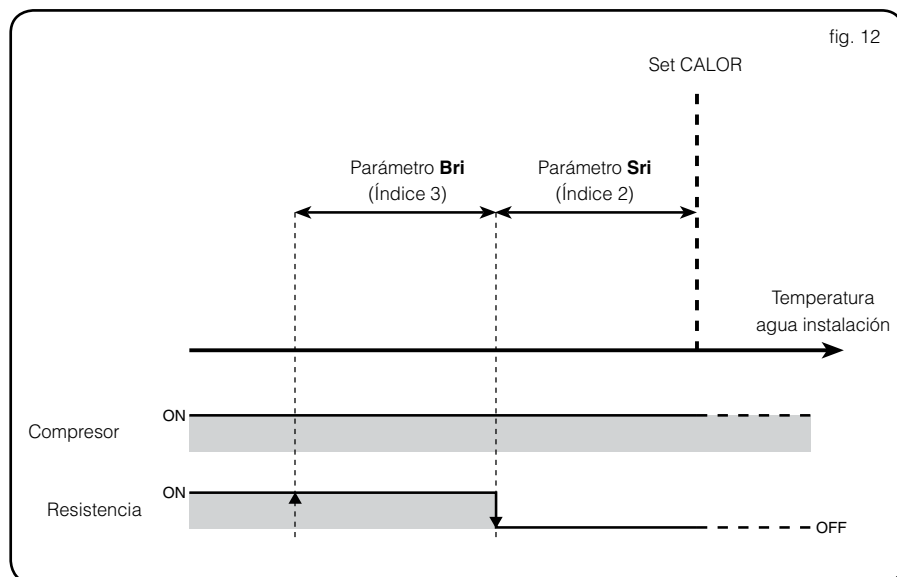 fig. 12
Set CALOR
Parámetro Bri
(Índice 3)
Parámetro Sri
(Índice 2)
Temperatura
agua instalación
ON
Compresor
ON
Resistencia
OFF